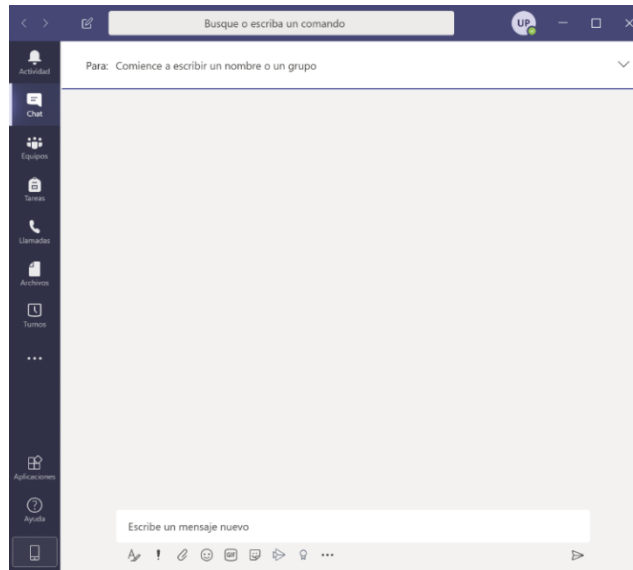 Busque o escriba un comando
UP
Actividad
Para: Comience a escribir un nombre o un grupo
Chat
Equipos
Tareas
Llamadas
Archivos
Turnos
Aplicaciones
Ayuda
Escribe un mensaje nuevo
GIF